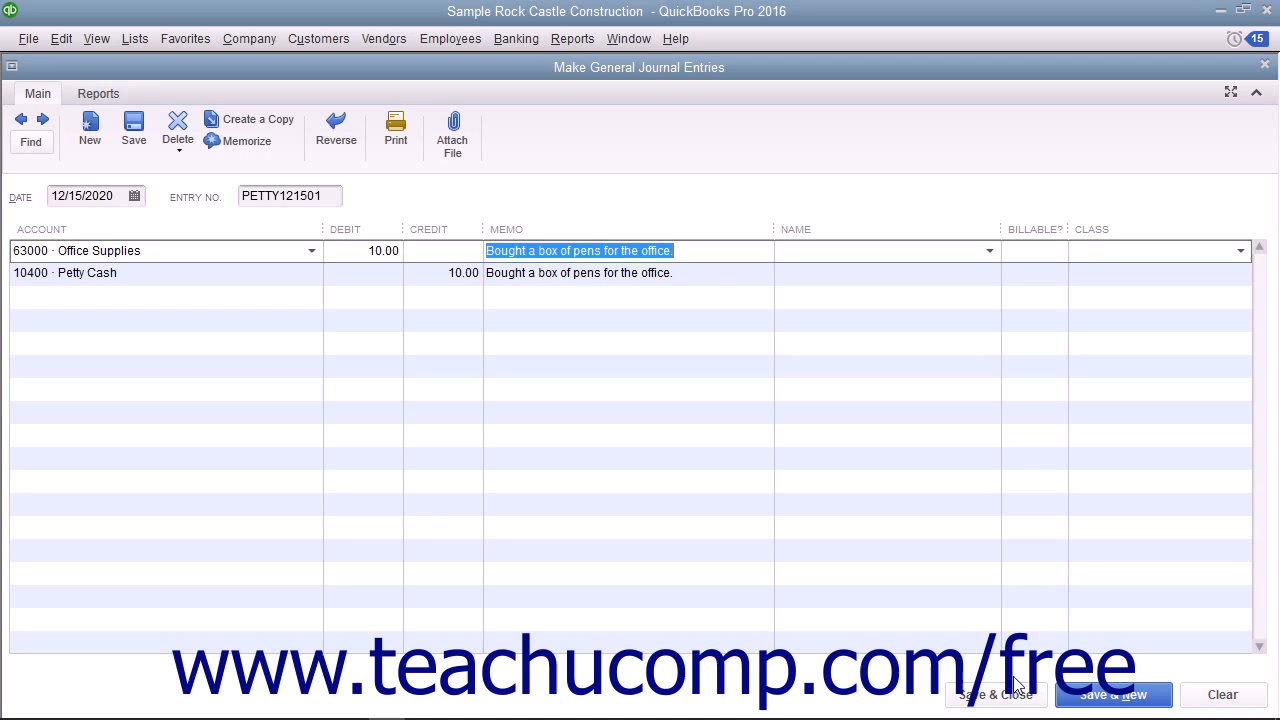 Sample Rock Castle Construction - QuickBooks Pro 2016
qb
File Edit View Lists Favorites Company Customers Vendors Employees Banking Reports Window Help
15
Make General Journal Entries
Main Reports
Find
New
Save
Delete
Create a Copy
Memorize
Reverse
Print
Attach
File
DATE 12/15/2020 ENTRY NO. PETTY121501
ACCOUNT DEBIT CREDIT MEMO NAME BILLABLE? CLASS
63000 · Office Supplies 10.00 Bought a box of pens for the office.
10400 · Petty Cash 10.00 Bought a box of pens for the office.
www.teachucomp.com/free
Save & Close Save & New Clear